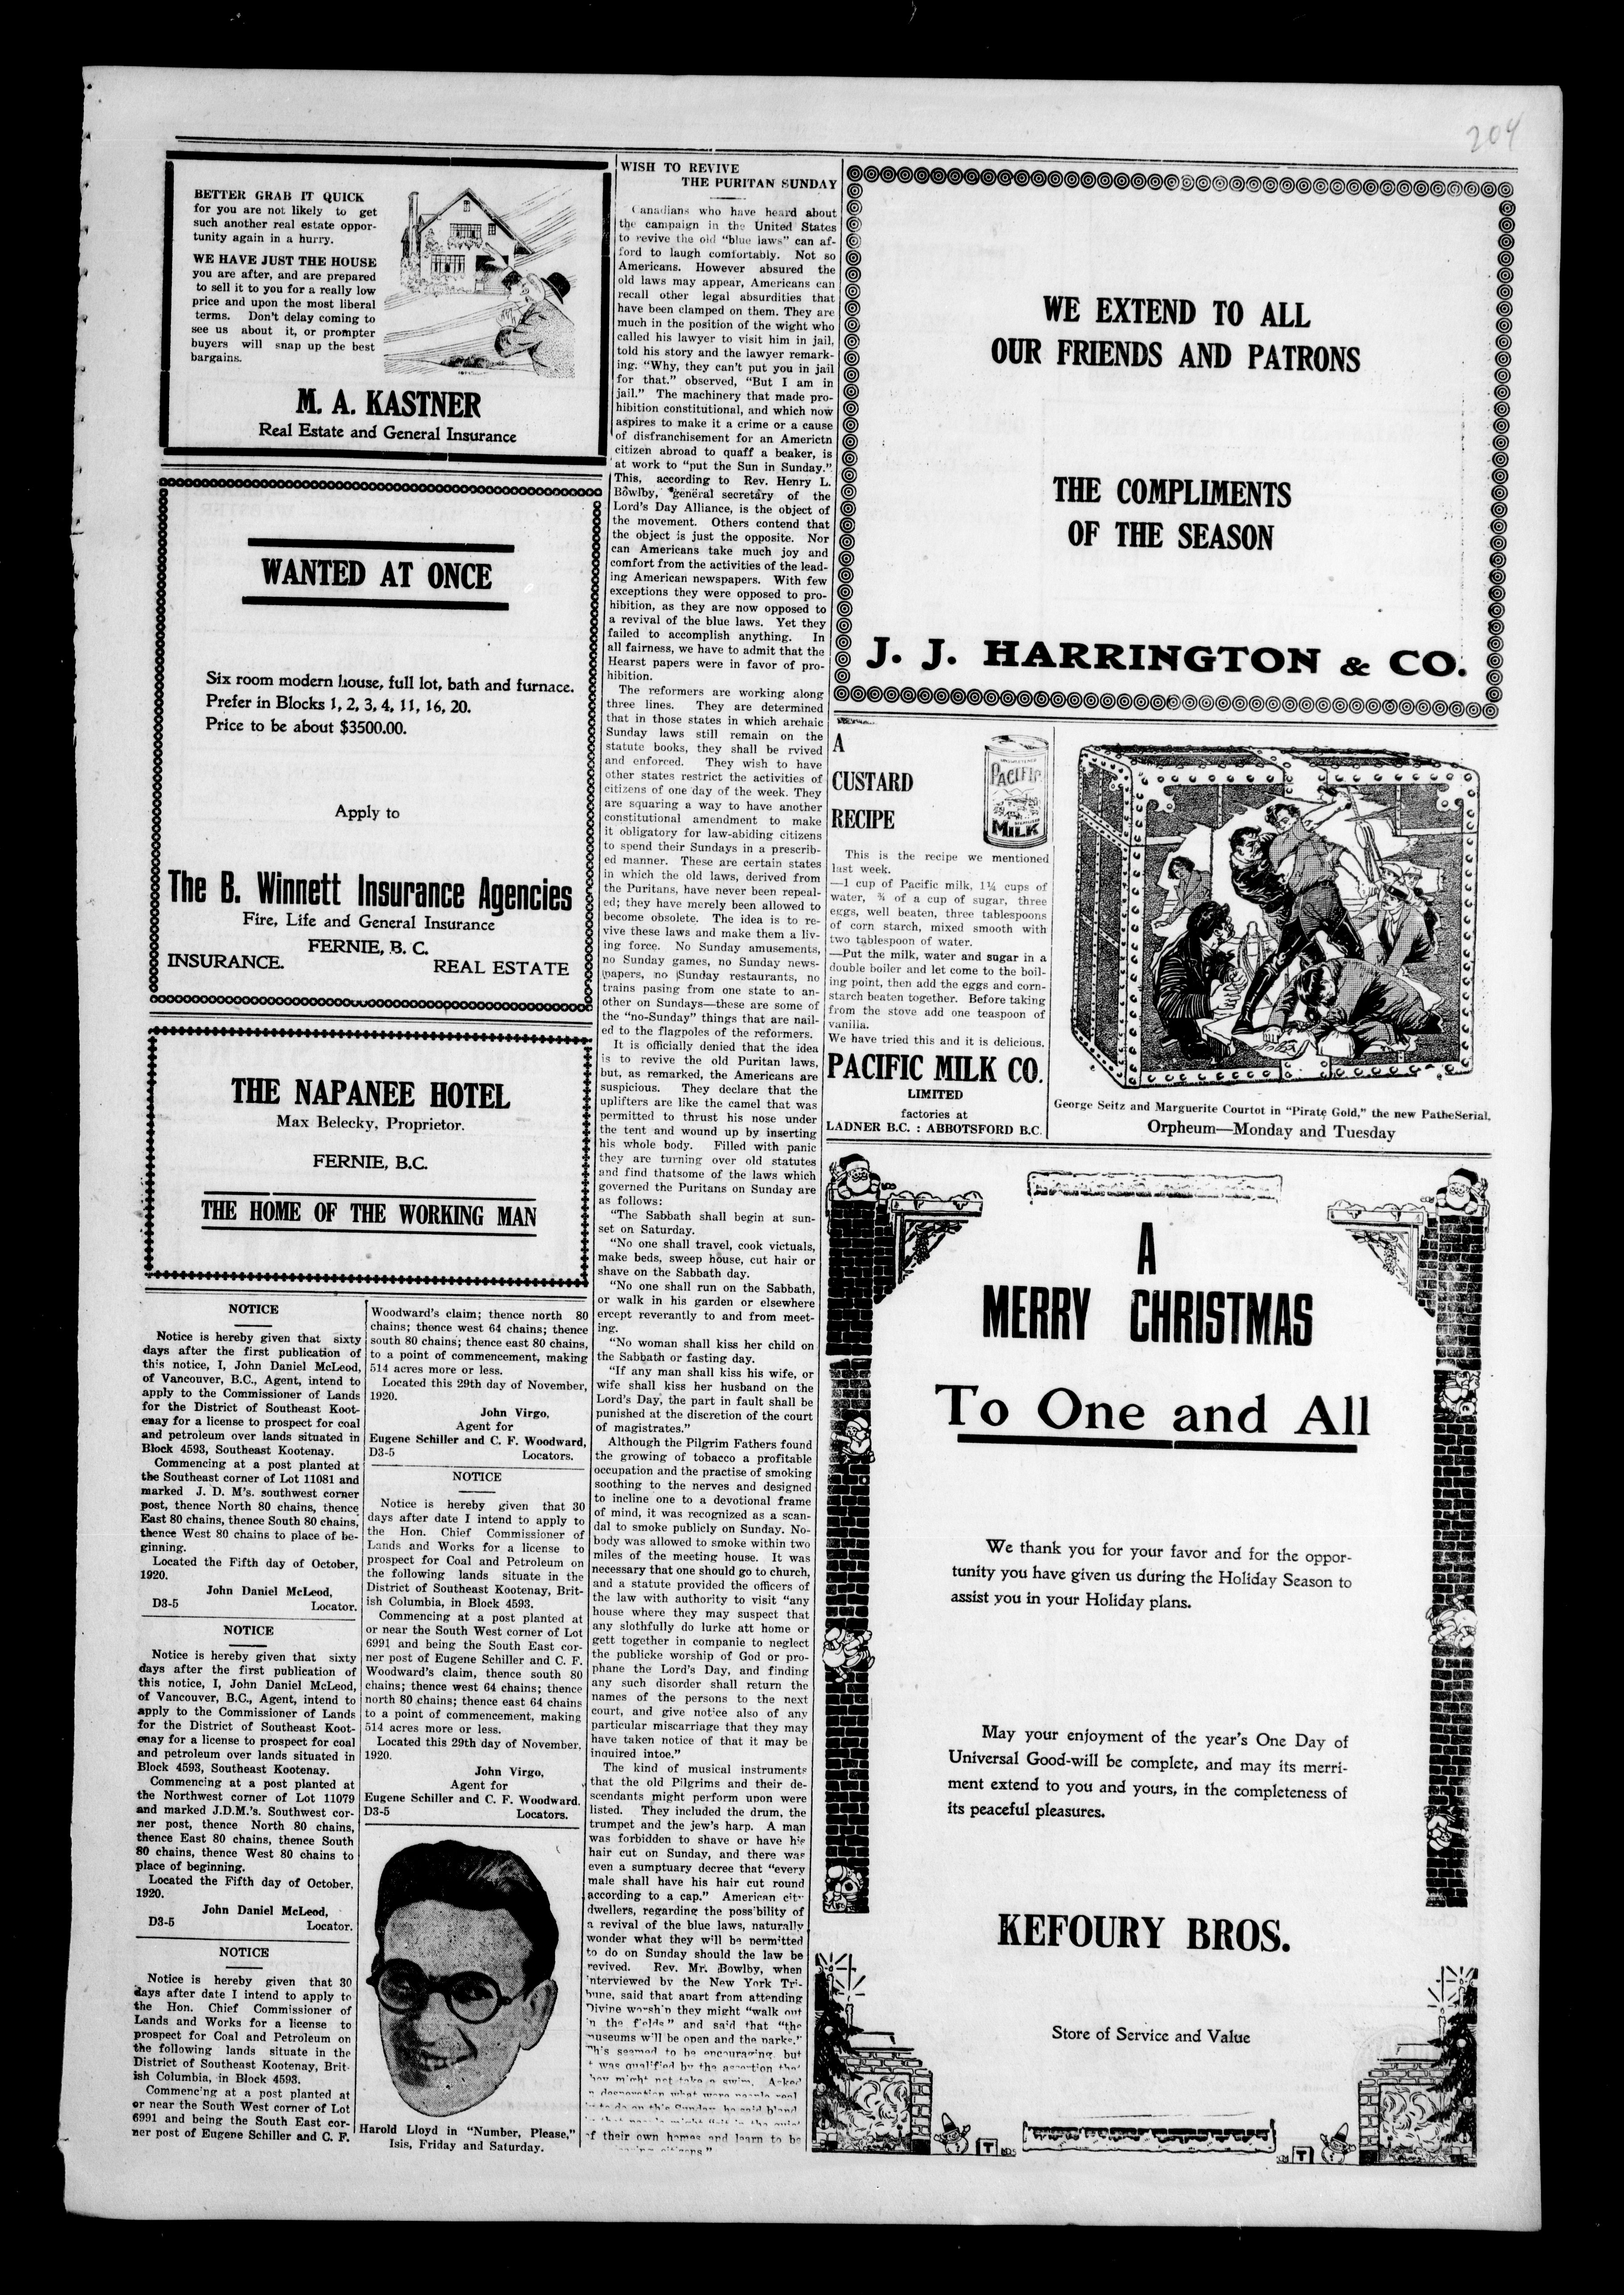 204
BETTER GRAB IT QUICK
for you are not likely to get
such another real estate oppor-
tunity again in a hurry.
WE HAVE JUST THE HOUSE
you are after, and are prepared
to sell it to you for a really low
price and upon the most liberal
terms. Don't delay coming to
see us about it, or prompter
buyers will snap up the best
bargains.
M. A. KASTNER
Real Estate and General Insurance
WANTED AT ONCE
Six room modern house, full lot, bath and furnace.
Prefer in Blocks 1, 2, 3, 4, 11, 16, 20.
Price to be about $3500.00.
Apply to
The B. Winnett Insurance Agencies
Fire, Life and General Insurance
FERNIE, B. C.
INSURANCE.
REAL ESTATE
THE NAPANEE HOTEL
Max Belecky, Proprietor.
FERNIE, B.C.
THE HOME OF THE WORKING MAN
NOTICE
Notice is hereby given that sixty
days after the first publication of
this notice, I, John Daniel McLeod,
of Vancouver, B.C., Agent, intend to
apply to the Commissioner of Lands
for the District of Southeast Koot-
enay for a license to prospect for coal
and petroleum over lands situated in
Block 4593, Southeast Kootenay.
Commencing at a post planted at
the Southeast corner of Lot 11081 and
marked J. D. M's. southwest corner
post, thence North 80 chains, thence
East 80 chains, thence South 80 chains,
thence West 80 chains to place of be-
ginning.
Located the Fifth day of October,
1920.
John Daniel McLeod,
D3-5 Locator.
NOTICE
Notice is hereby given that sixty
days after the first publication of
this notice, I, John Daniel McLeod,
of Vancouver, B.C., Agent, intend to
apply to the Commissioner of Lands
for the District of Southeast Koot-
enay for a license to prospect for coal
and petroleum over lands situated in
Block 4593, Southeast Kootenay.
Commencing at a post planted at
the Northwest corner of Lot 11079
and marked J.D.M.'s. Southwest cor-
ner post, thence North 80 chains,
thence East 80 chains, thence South
80 chains, thence West 80 chains to
place of beginning.
Located the Fifth day of October,
1920.
John Daniel McLeod,
D3-5 Locator.
NOTICE
Notice is hereby given that 30
days after date I intend to apply to
the Hon. Chief Commissioner of
Lands and Works for a license to
prospect for Coal and Petroleum on
the following lands situate in the
District of Southeast Kootenay, Brit-
ish Columbia, in Block 4593.
Commenc'ng at a post planted at
or near the South West corner of Lot
6991 and being the South East cor-
ner post of Eugene Schiller and C. F.
Woodward's claim; thence north 80
chains; thence west 64 chains; thence
south 80 chains; thence east 80 chains,
to a point of commencement, making
514 acres more or less.
Located this 29th day of November,
1920.
John Virgo,
Agent for
Eugene Schiller and C. F. Woodward,
D3-5 Locators.
NOTICE
Notice is hereby given that 30
days after date I intend to apply to
the Hon. Chief Commissioner of
Lands and Works for a license to
prospect for Coal and Petroleum on
the following lands situate in the
District of Southeast Kootenay, Brit-
ish Columbia, in Block 4593.
Commencing at a post planted at
or near the South West corner of Lot
6991 and being the South East cor-
ner post of Eugene Schiller and C. F.
Woodward's claim, thence south 80
chains; thence west 64 chains; thence
north 80 chains; thence east 64 chains
to a point of commencement, making
514 acres more or less.
Located this 29th day of November,
1920.
John Virgo,
Agent for
Eugene Schiller and C. F. Woodward.
D3-5 Locators.
Harold Lloyd in "Number, Please,"
Isis, Friday and Saturday.
WISH TO REVIVE
THE PURITAN SUNDAY
Canadians who have heard about
the campaign in the United States
to revive the old "blue laws" can af-
ford to laugh comfortably. Not so
Americans. However absured the
old laws may appear, Americans can
recall other legal absurdities that
have been clamped on them. They are
much in the position of the wight who
called his lawyer to visit him in jail,
told his story and the lawyer remark-
ing. "Why, they can't put you in jail
for that." observed, "But I am in
jail." The machinery that made pro-
hibition constitutional, and which now
aspires to make it a crime or a cause
of disfranchisement for an Americtn
citizen abroad to quaff a beaker, is
at work to "put the Sun in Sunday."
This, according to Rev. Henry L.
Bowlby, general secretary of the
Lord's Day Alliance, is the object of
the movement. Others contend that
the object is just the opposite. Nor
can Americans take much joy and
comfort from the activities of the lead-
ing American newspapers. With few
exceptions they were opposed to pro-
hibition, as they are now opposed to
a revival of the blue laws. Yet they
failed to accomplish anything. In
all fairness, we have to admit that the
Hearst papers were in favor of pro-
hibition.
The reformers are working along
three lines. They are determined
that in those states in which archaic
Sunday laws still remain on the
statute books, they shall be rvived
and enforced. They wish to have
other states restrict the activities of
citizens of one day of the week. They
are squaring a way to have another
constitutional amendment to make
it obligatory for law-abiding citizens
to spend their Sundays in a prescrib-
ed manner. These are certain states
in which the old laws, derived from
the Puritans, have never been repeal-
ed; they have merely been allowed to
become obsolete. The idea is to re-
vive these laws and make them a liv-
ing force. No Sunday amusements,
no Sunday games, no Sunday news-
papers, no Sunday restaurants, no
trains pasing from one state to an-
other on Sundays—these are some of
the "no-Sunday" things that are nail-
ed to the flagpoles of the reformers.
It is officially denied that the idea
is to revive the old Puritan laws,
but, as remarked, the Americans are
suspicious. They declare that the
uplifters are like the camel that was
permitted to thrust his nose under
the tent and wound up by inserting
his whole body. Filled with panic
they are turning over old statutes
and find thatsome of the laws which
governed the Puritans on Sunday are
as follows:
"The Sabbath shall begin at sun-
set on Saturday.
"No one shall travel, cook victuals,
make beds, sweep house, cut hair or
shave on the Sabbath day.
"No one shall run on the Sabbath,
or walk in his garden or elsewhere
ercept reverantly to and from meet-
ing.
"No woman shall kiss her child on
the Sabbath or fasting day.
"If any man shall kiss his wife, or
wife shall kiss her husband on the
Lord's Day, the part in fault shall be
punished at the discretion of the court
of magistrates."
Although the Pilgrim Fathers found
the growing of tobacco a profitable
occupation and the practise of smoking
soothing to the nerves and designed
to incline one to a devotional frame
of mind, it was recognized as a scan-
dal to smoke publicly on Sunday. No-
body was allowed to smoke within two
miles of the meeting house. It was
necessary that one should go to church,
and a statute provided the officers of
the law with authority to visit "any
house where they may suspect that
any slothfully do lurke att home or
gett together in companie to neglect
the publicke worship of God or pro-
phane the Lord's Day, and finding
any such disorder shall return the
names of the persons to the next
court, and give not'ce also of any
particular miscarriage that they may
have taken notice of that it may be
inquired intoe."
The kind of musical instruments
that the old Pilgrims and their de-
scendants might perform upon were
listed. They included the drum, the
trumpet and the jew's harp. A man
was forbidden to shave or have his
hair cut on Sunday, and there was
even a sumptuary decree that "every
male shall have his hair cut round
according to a cap." American city
dwellers, regarding the poss'bility of
a revival of the blue laws, naturally
wonder what they will be permitted
to do on Sunday should the law be
revived. Rev. Mr. Bowlby, when
'nterviewed by the New York Tri-
bune, said that apart from attending
Divine worsh'p they might "walk out
'n the f'elds" and said that "the
museums w'll be open and the parks."
Th's seemed to be encouraging, but
was qualified by the
might not take a swim. Asked
what were people
to do on th's Sunday he said
might
of their own homes and learn to be
WE EXTEND TO ALL
OUR FRIENDS AND PATRONS
THE COMPLIMENTS
OF THE SEASON
J. J. HARRINGTON & CO.
A
CUSTARD
RECIPE
PACIFIC
MILK
This is the recipe we mentioned
last week.
—1 cup of Pacific milk, 1¼ cups of
water, ¾ of a cup of sugar, three
eggs, well beaten, three tablespoons
of corn starch, mixed smooth with
two tablespoon of water.
—Put the milk, water and sugar in a
double boiler and let come to the boil-
ing point, then add the eggs and corn-
starch beaten together. Before taking
from the stove add one teaspoon of
vanilia.
We have tried this and it is delicious.
PACIFIC MILK CO.
LIMITED
factories at
LADNER B.C. : ABBOTSFORD B.C.
George Seitz and Marguerite Courtot in "Pirate Gold," the new PatheSerial.
Orpheum—Monday and Tuesday
A
MERRY CHRISTMAS
To One and All
We thank you for your favor and for the oppor-
tunity you have given us during the Holiday Season to
assist you in your Holiday plans.
May your enjoyment of the year's One Day of
Universal Good-will be complete, and may its merri-
ment extend to you and yours, in the completeness of
its peaceful pleasures.
KEFOURY BROS.
Store of Service and Value